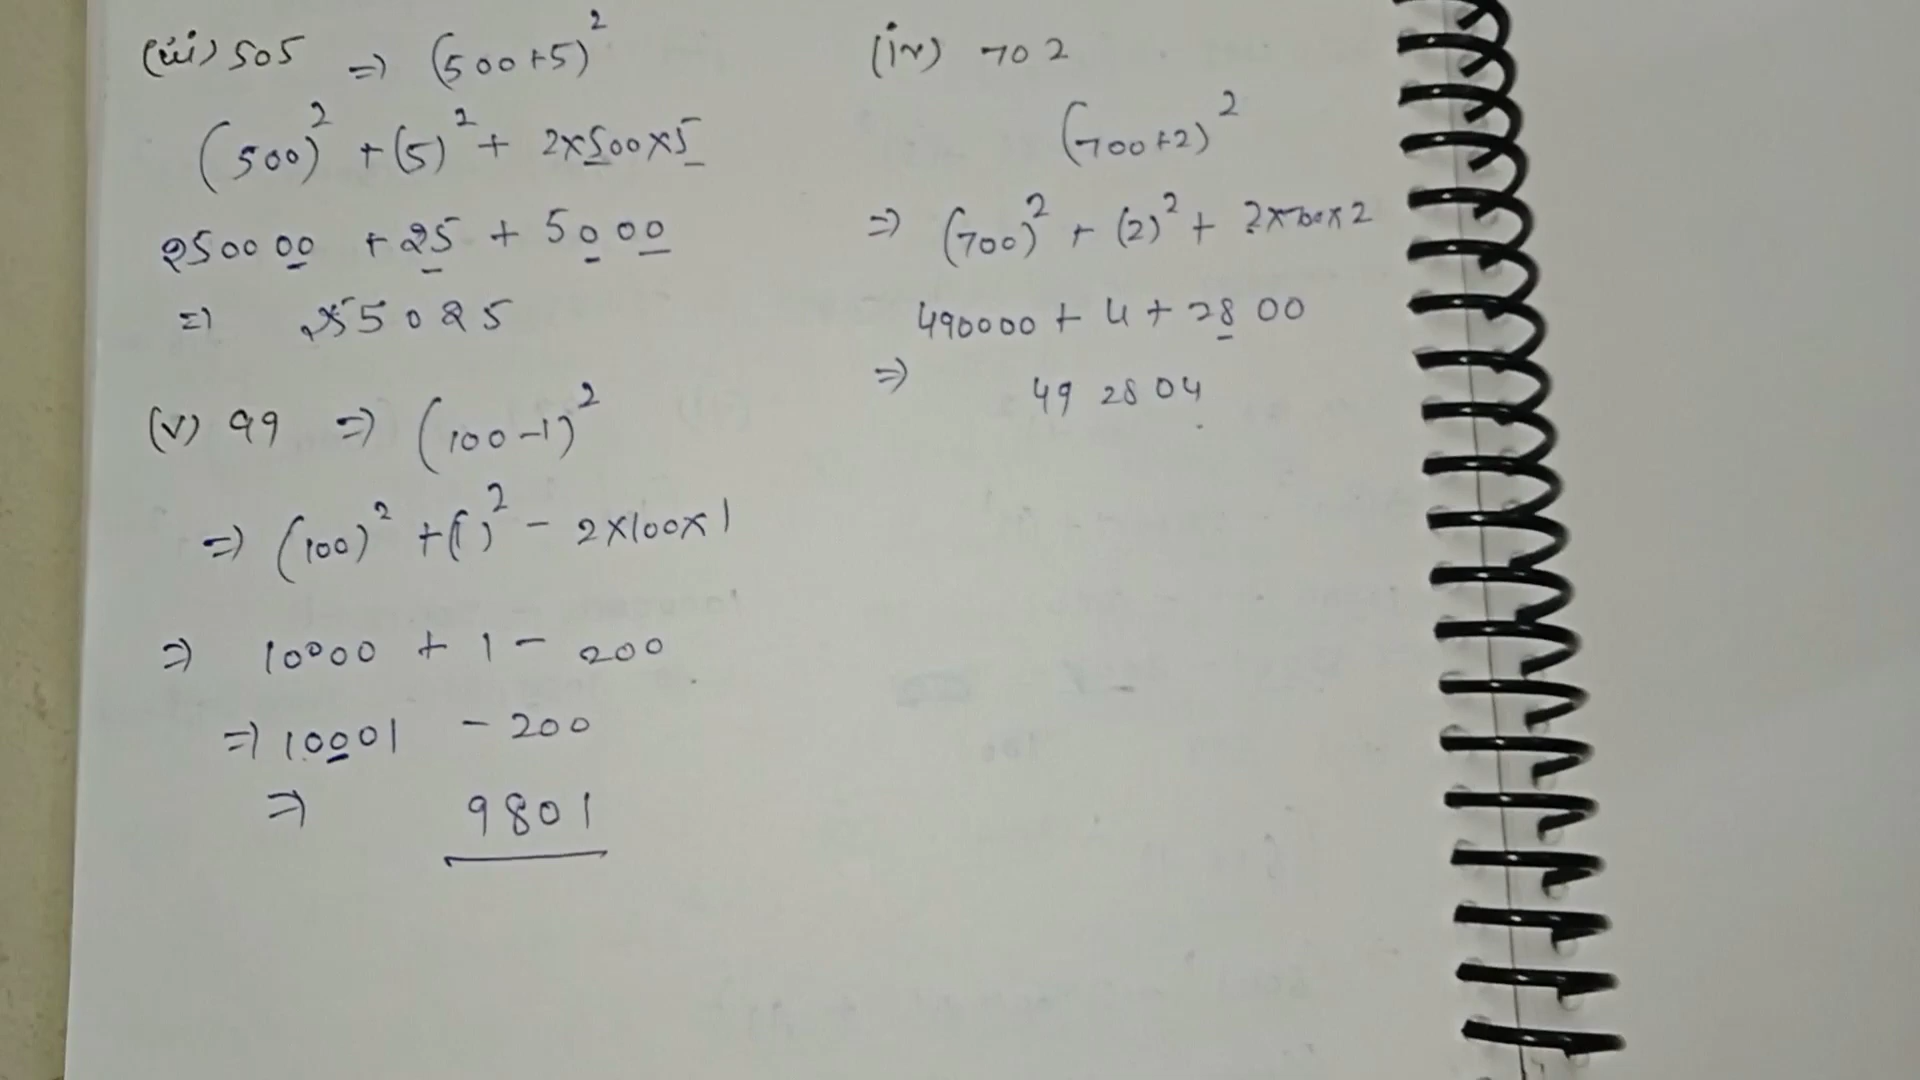 (iii) 505 => (500+5)²
(500)² + (5)² + 2×500×5
250000 + 25 + 5000
=> 255025
(iv) 702
(700+2)²
=> (700)² + (2)² + 2×700×2
490000 + 4 + 2800
=> 492804
(v) 99 => (100-1)²
=> (100)² + (1)² - 2×100×1
=> 10000 + 1 - 200
=> 10001 - 200
=> 9801